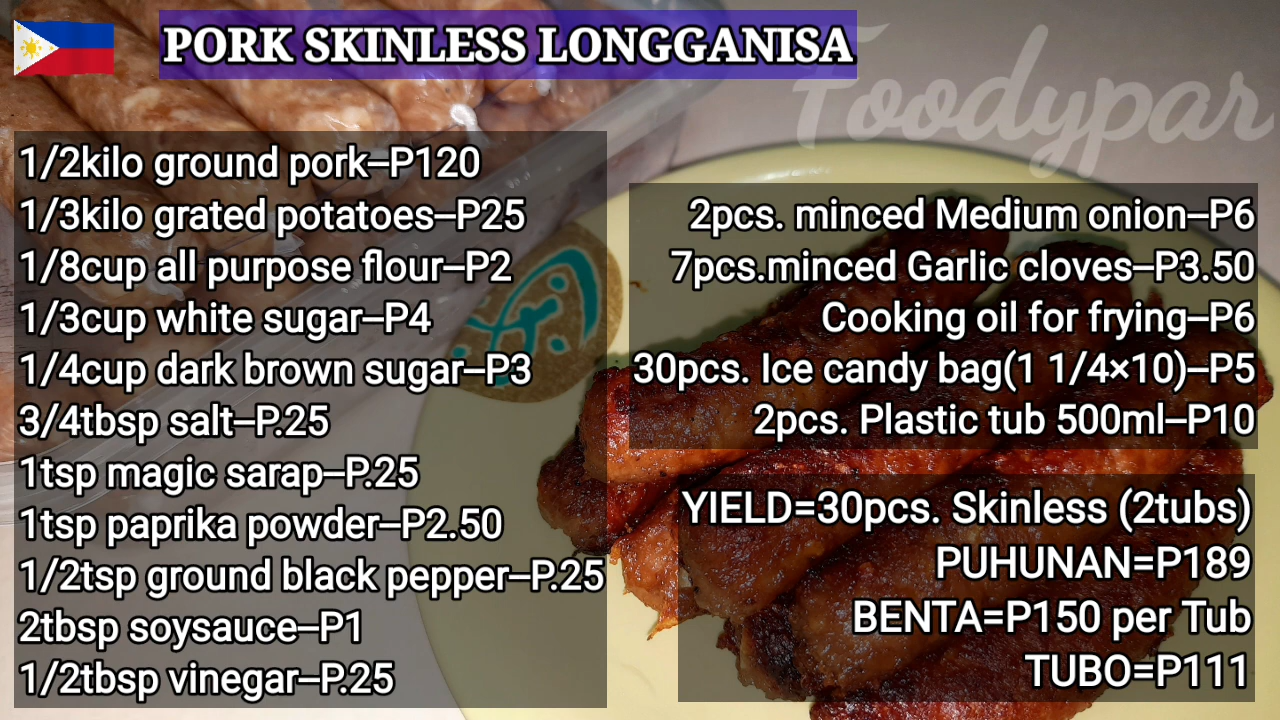 PORK SKINLESS LONGGANISA
Foodypar
1/2kilo ground pork–P120
1/3kilo grated potatoes–P25
1/8cup all purpose flour–P2
1/3cup white sugar–P4
1/4cup dark brown sugar–P3
3/4tbsp salt–P.25
1tsp magic sarap–P.25
1tsp paprika powder–P2.50
1/2tsp ground black pepper–P.25
2tbsp soysauce–P1
1/2tbsp vinegar–P.25
2pcs. minced Medium onion–P6
7pcs.minced Garlic cloves–P3.50
Cooking oil for frying–P6
30pcs. Ice candy bag(1 1/4×10)–P5
2pcs. Plastic tub 500ml–P10
YIELD=30pcs. Skinless (2tubs)
PUHUNAN=P189
BENTA=P150 per Tub
TUBO=P111